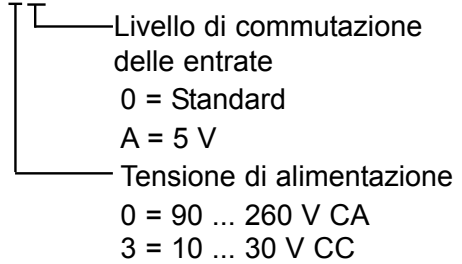 Livello di commutazione
delle entrate
0 = Standard
A = 5 V
Tensione di alimentazione
0 = 90 ... 260 V CA
3 = 10 ... 30 V CC